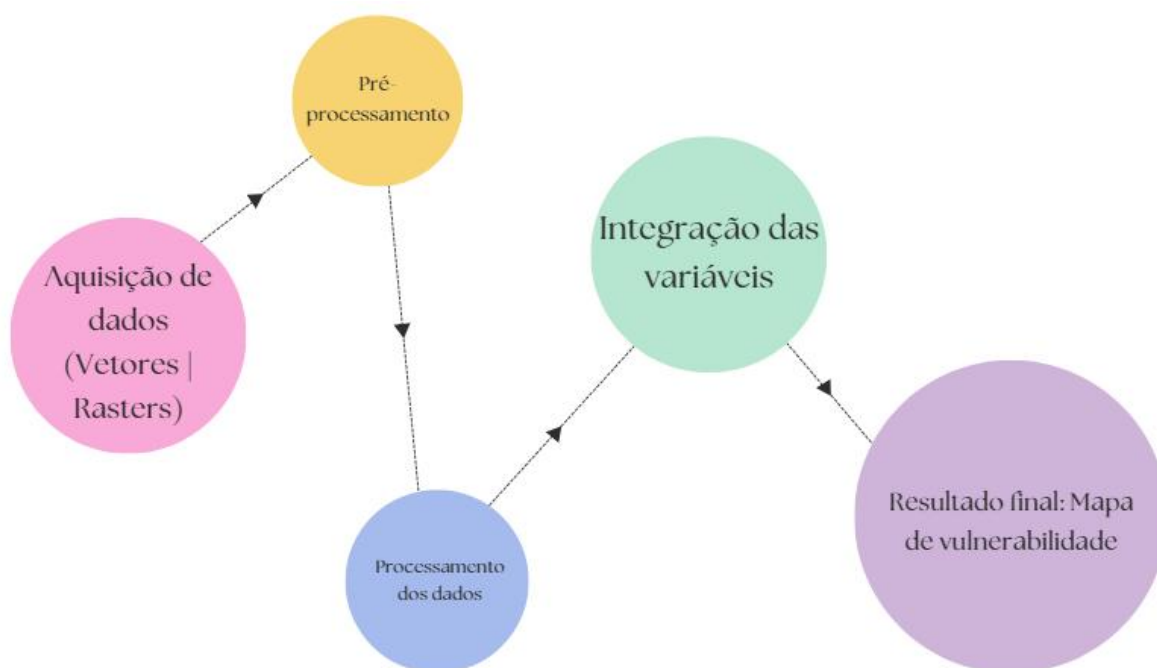 Aquisição de
dados
(Vetores |
Rasters)
Pré-
processamento
Processamento
dos dados
Integração das
variáveis
Resultado final: Mapa
de vulnerabilidade